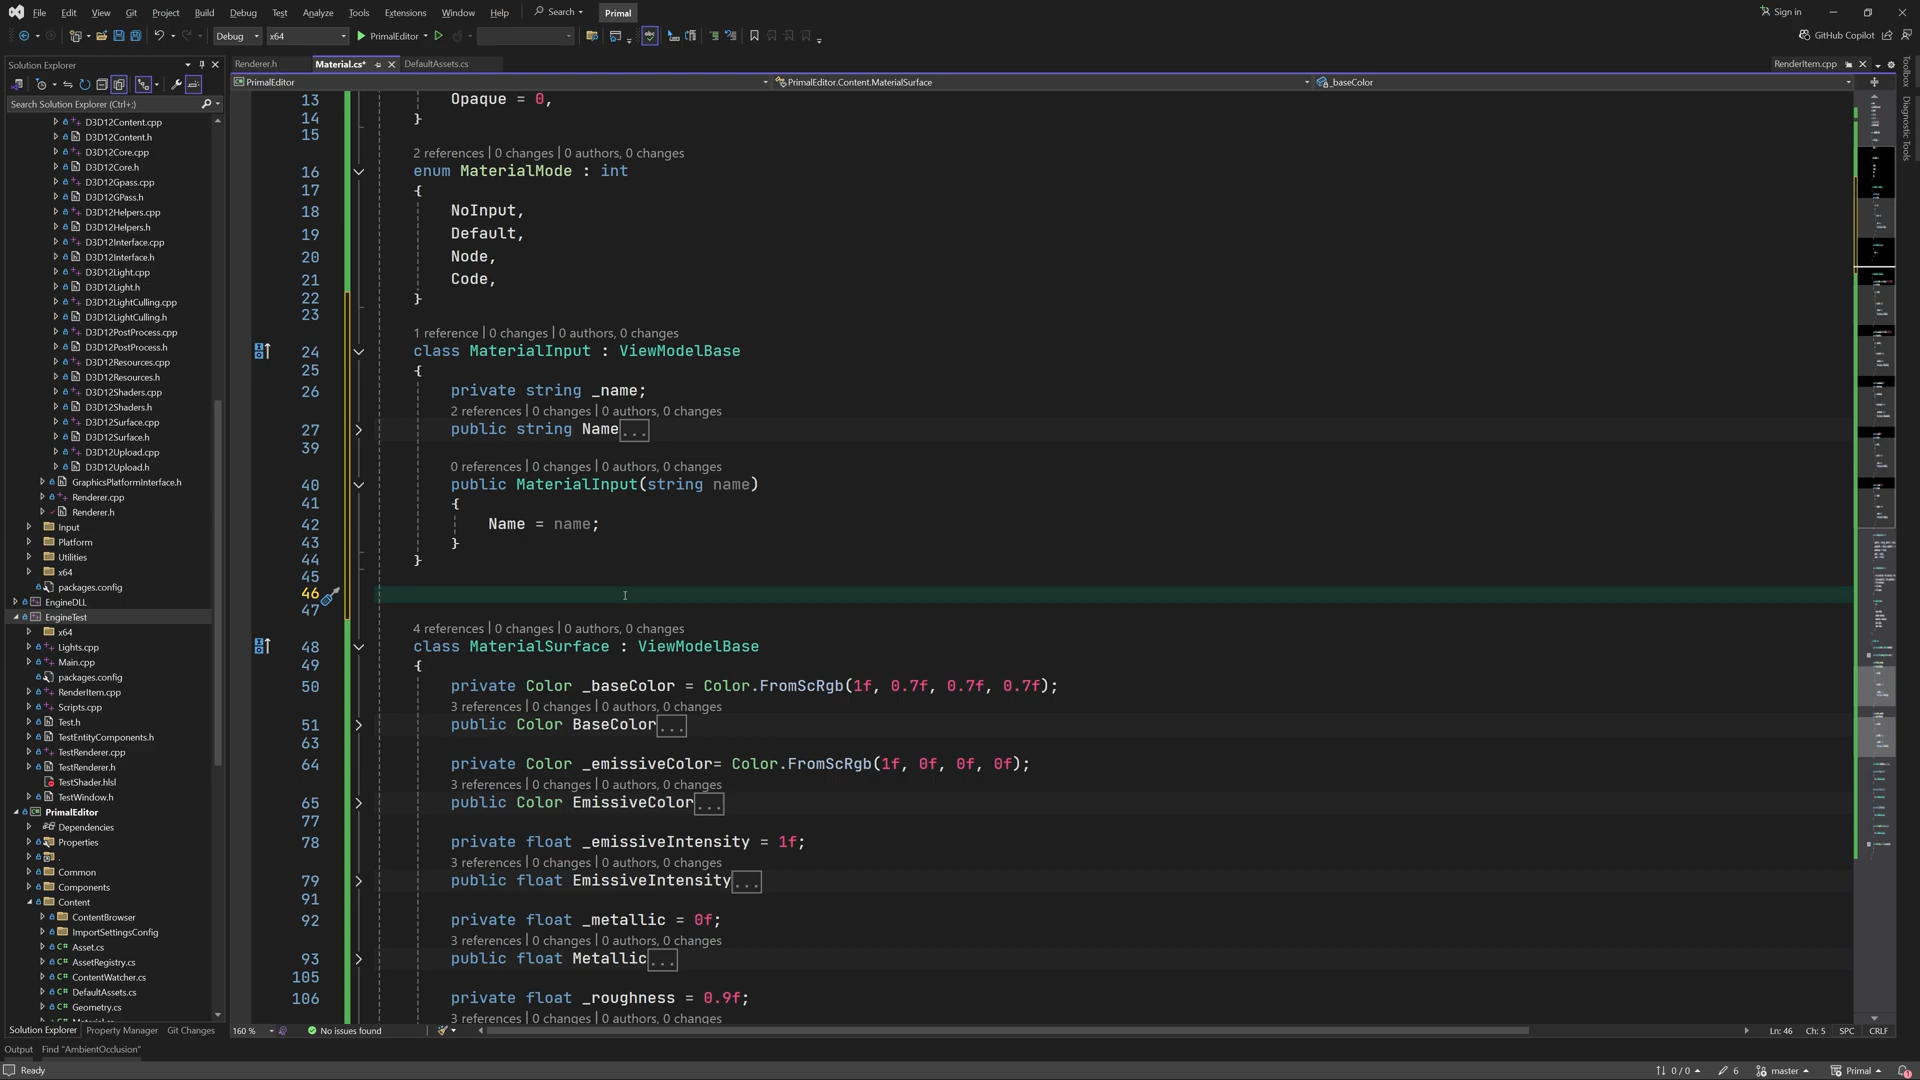 File Edit View Git Project Build Debug Test Analyze Tools Extensions Window Help Search Primal Sign in
Debug x64 PrimalEditor GitHub Copilot
Solution Explorer
Search Solution Explorer (Ctrl+;)
D3D12Content.cpp
D3D12Content.h
D3D12Core.cpp
D3D12Core.h
D3D12Gpass.cpp
D3D12GPass.h
D3D12Helpers.cpp
D3D12Helpers.h
D3D12Interface.cpp
D3D12Interface.h
D3D12Light.cpp
D3D12Light.h
D3D12LightCulling.cpp
D3D12LightCulling.h
D3D12PostProcess.cpp
D3D12PostProcess.h
D3D12Resources.cpp
D3D12Resources.h
D3D12Shaders.cpp
D3D12Shaders.h
D3D12Surface.cpp
D3D12Surface.h
D3D12Upload.cpp
D3D12Upload.h
GraphicsPlatformInterface.h
Renderer.cpp
Renderer.h
Input
Platform
Utilities
x64
packages.config
EngineDLL
EngineTest
x64
Lights.cpp
Main.cpp
packages.config
RenderItem.cpp
Scripts.cpp
Test.h
TestEntityComponents.h
TestRenderer.cpp
TestRenderer.h
TestShader.hlsl
TestWindow.h
PrimalEditor
Dependencies
Properties
.
Common
Components
Content
ContentBrowser
ImportSettingsConfig
Asset.cs
AssetRegistry.cs
ContentWatcher.cs
DefaultAssets.cs
Geometry.cs
Solution Explorer Property Manager Git Changes
Renderer.h Material.cs* DefaultAssets.cs RenderItem.cpp
PrimalEditor PrimalEditor.Content.MaterialSurface _baseColor
13 Opaque = 0,
14 }
15
2 references | 0 changes | 0 authors, 0 changes
16 enum MaterialMode : int
17 {
18 NoInput,
19 Default,
20 Node,
21 Code,
22 }
23
1 reference | 0 changes | 0 authors, 0 changes
24 class MaterialInput : ViewModelBase
25 {
26 private string _name;
2 references | 0 changes | 0 authors, 0 changes
27 public string Name...
39
0 references | 0 changes | 0 authors, 0 changes
40 public MaterialInput(string name)
41 {
42 Name = name;
43 }
44 }
45
46
47
4 references | 0 changes | 0 authors, 0 changes
48 class MaterialSurface : ViewModelBase
49 {
50 private Color _baseColor = Color.FromScRgb(1f, 0.7f, 0.7f, 0.7f);
3 references | 0 changes | 0 authors, 0 changes
51 public Color BaseColor...
63
64 private Color _emissiveColor= Color.FromScRgb(1f, 0f, 0f, 0f);
3 references | 0 changes | 0 authors, 0 changes
65 public Color EmissiveColor...
77
78 private float _emissiveIntensity = 1f;
3 references | 0 changes | 0 authors, 0 changes
79 public float EmissiveIntensity...
91
92 private float _metallic = 0f;
3 references | 0 changes | 0 authors, 0 changes
93 public float Metallic...
105
106 private float _roughness = 0.9f;
3 references | 0 changes | 0 authors, 0 changes
160 % No issues found Ln: 46 Ch: 5 SPC CRLF
Toolbox
Diagnostic Tools
Output Find "AmbientOcclusion"
Ready 0 / 0 6 master Primal